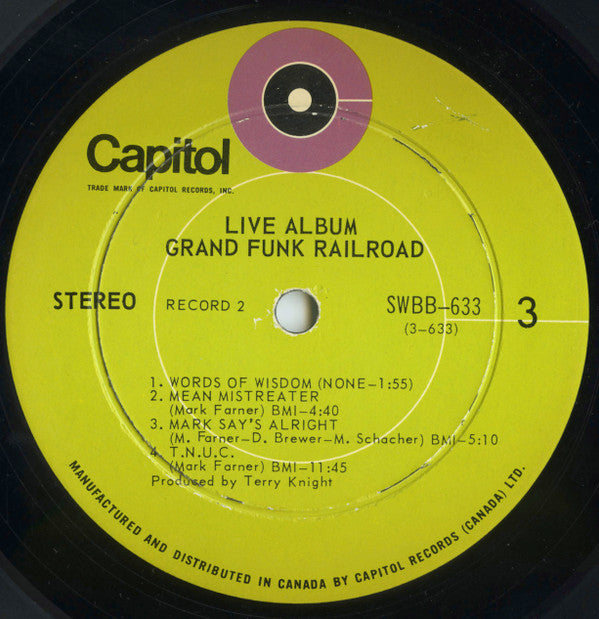 Capitol
TRADE MARK OF CAPITOL RECORDS, INC.
LIVE ALBUM
GRAND FUNK RAILROAD
STEREO RECORD 2 SWBB-633 3
(3-633)
1. WORDS OF WISDOM (NONE-1:55)
2. MEAN MISTREATER
(Mark Farner) BMI-4:40
3. MARK SAY'S ALRIGHT
(M. Farner-D. Brewer-M. Schacher) BMI-5:10
4. T.N.U.C.
(Mark Farner) BMI-11:45
Produced by Terry Knight
MANUFACTURED AND DISTRIBUTED IN CANADA BY CAPITOL RECORDS (CANADA) LTD.